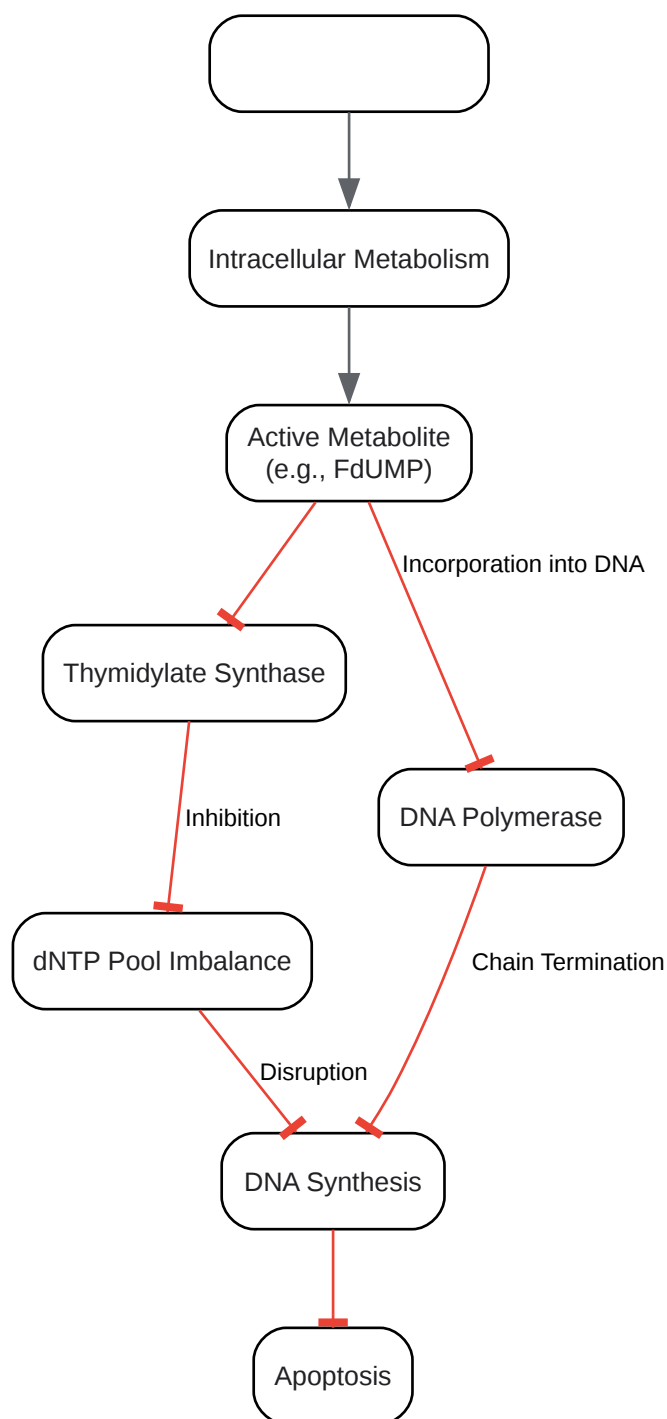 Intracellular Metabolism
Active Metabolite
(e.g., FdUMP)
Incorporation into DNA
Thymidylate Synthase
Inhibition
DNA Polymerase
dNTP Pool Imbalance
Chain Termination
Disruption
DNA Synthesis
Apoptosis